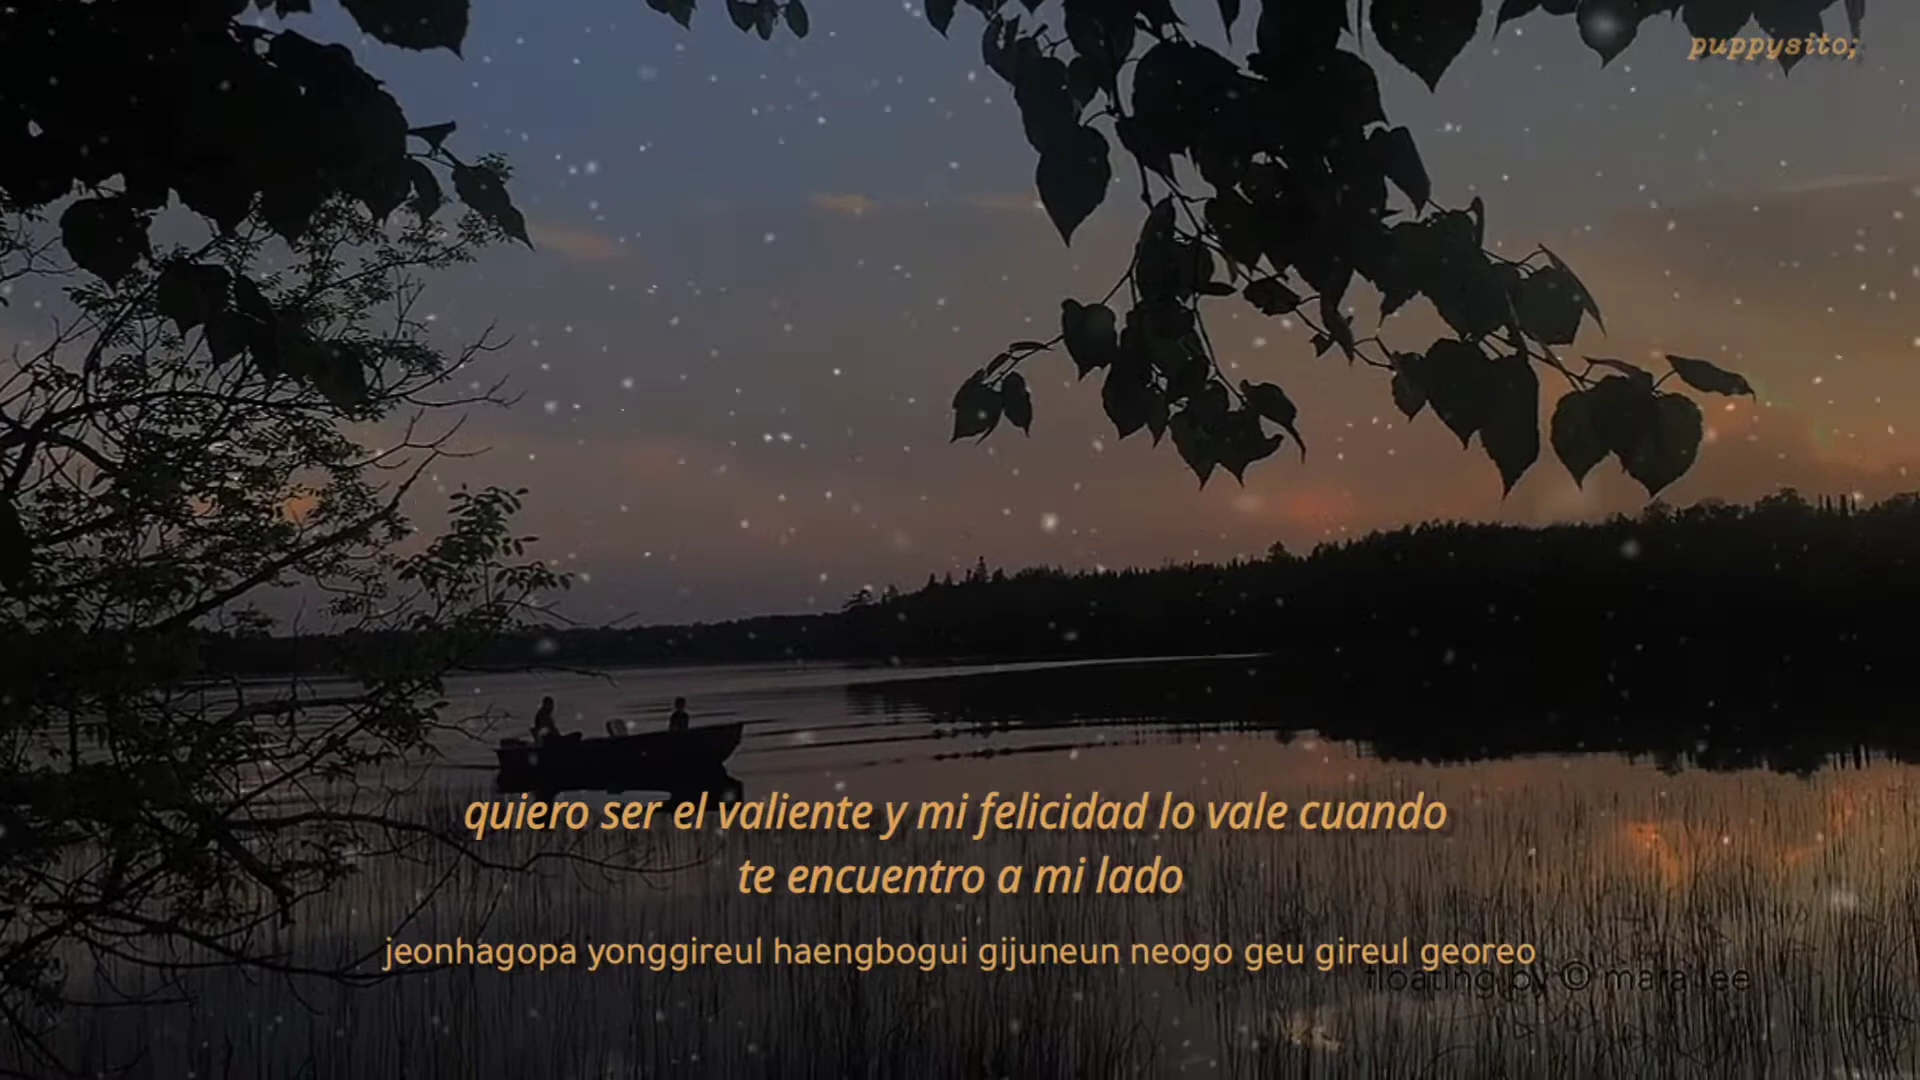 puppysito;
quiero ser el valiente y mi felicidad lo vale cuando
te encuentro a mi lado
jeonhagopa yonggireul haengbogui gijuneun neogo geu gireul georeo
floating by © mara lee